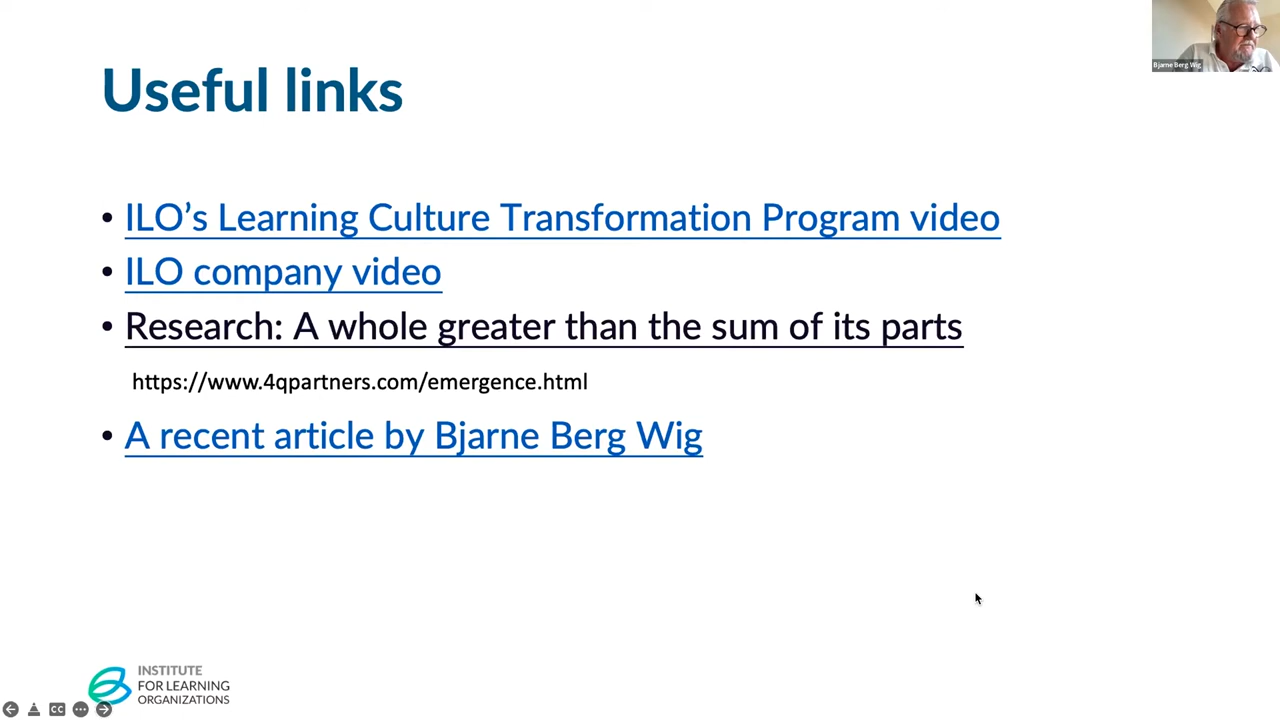 Bjarne Berg Wig
Useful links
• ILO’s Learning Culture Transformation Program video
• ILO company video
• Research: A whole greater than the sum of its parts
https://www.4qpartners.com/emergence.html
• A recent article by Bjarne Berg Wig
INSTITUTE
FOR LEARNING
ORGANIZATIONS
CC